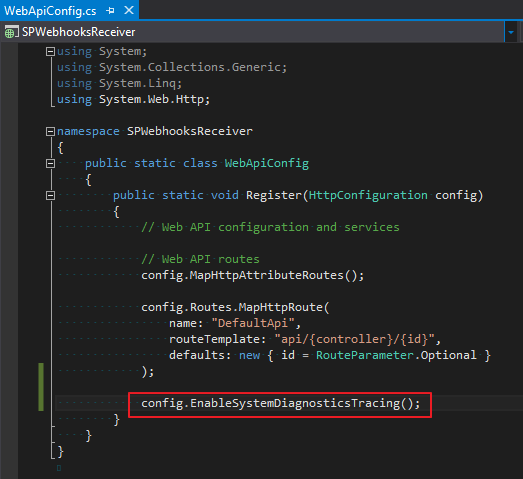 WebApiConfig.cs
SPWebhooksReceiver
using System;
using System.Collections.Generic;
using System.Linq;
using System.Web.Http;
namespace SPWebhooksReceiver
{
public static class WebApiConfig
{
public static void Register(HttpConfiguration config)
{
// Web API configuration and services
// Web API routes
config.MapHttpAttributeRoutes();
config.Routes.MapHttpRoute(
name: "DefaultApi",
routeTemplate: "api/{controller}/{id}",
defaults: new { id = RouteParameter.Optional }
);
config.EnableSystemDiagnosticsTracing();
}
}
}